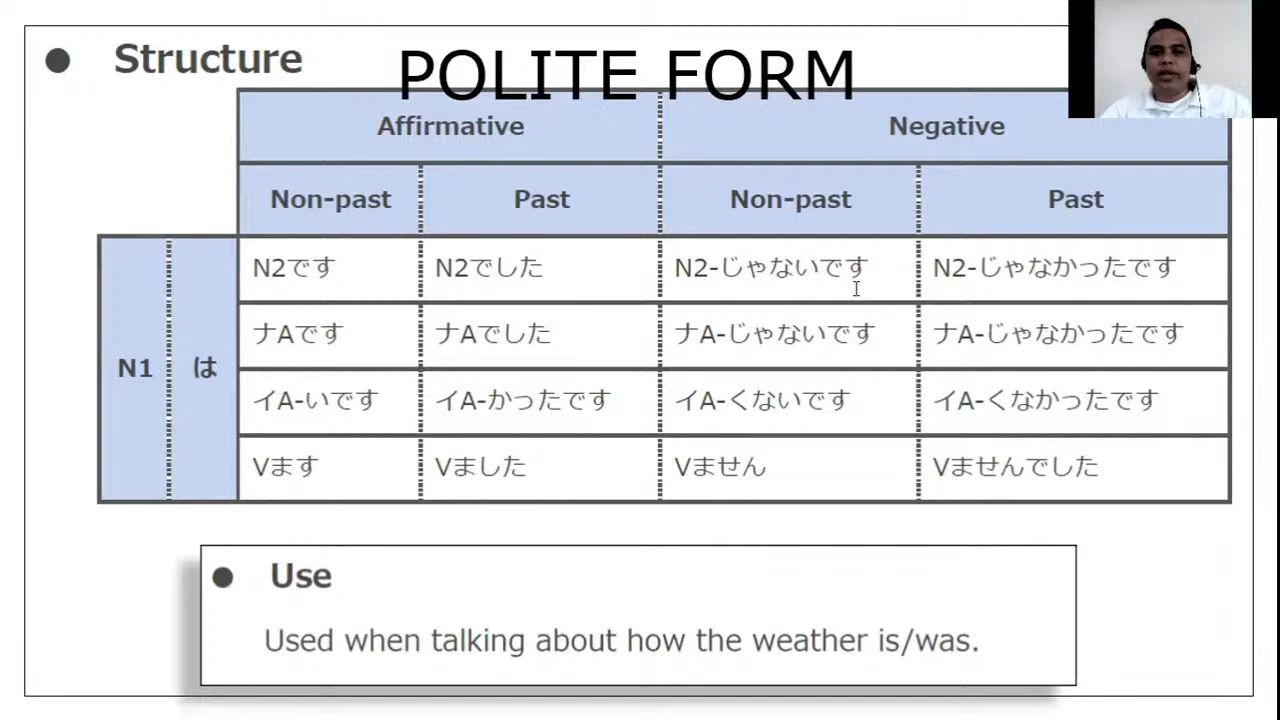 ● Structure
POLITE FORM
Affirmative Negative
Non-past Past Non-past Past
N1 は
N2です N2でした N2-じゃないです N2-じゃなかったです
ナAです ナAでした ナA-じゃないです ナA-じゃなかったです
イA-いです イA-かったです イA-くないです イA-くなかったです
Vます Vました Vません Vませんでした
● Use
Used when talking about how the weather is/was.